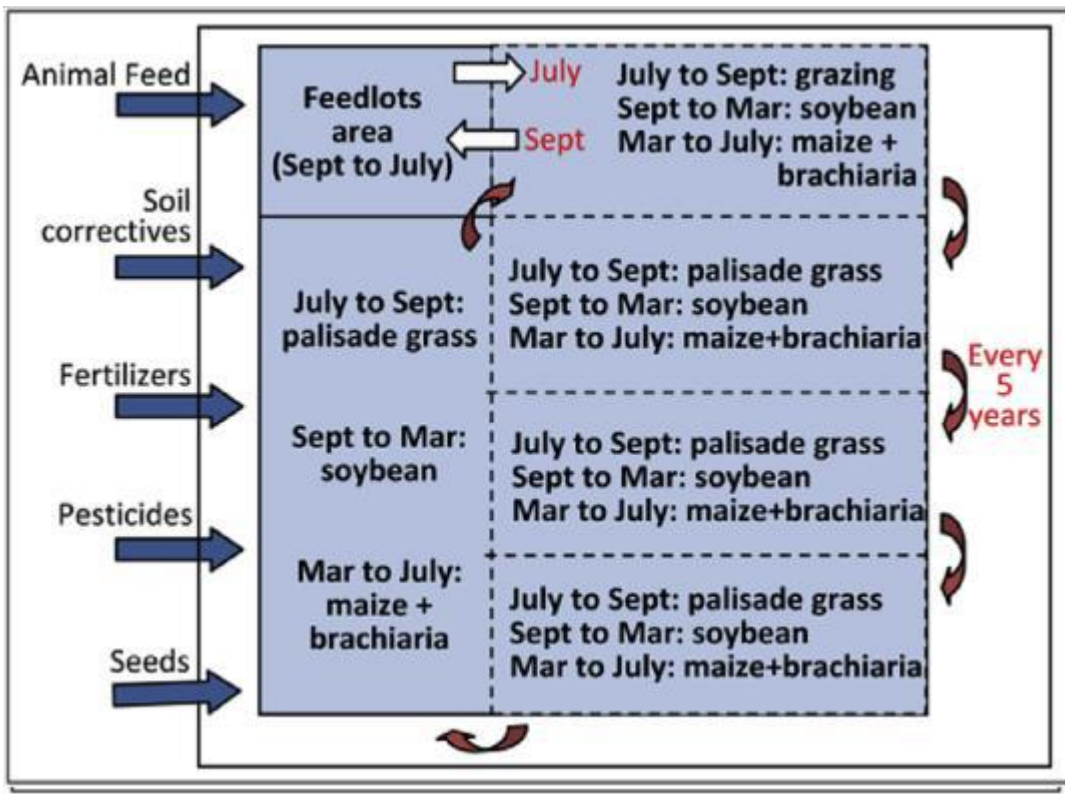 Animal Feed
Soil
correctives
Fertilizers
Pesticides
Seeds
Feedlots
area
(Sept to July)
July
Sept
July to Sept: grazing
Sept to Mar: soybean
Mar to July: maize +
brachiaria
July to Sept:
palisade grass
Sept to Mar:
soybean
Mar to July:
maize +
brachiaria
July to Sept: palisade grass
Sept to Mar: soybean
Mar to July: maize+brachiaria
July to Sept: palisade grass
Sept to Mar: soybean
Mar to July: maize+brachiaria
July to Sept: palisade grass
Sept to Mar: soybean
Mar to July: maize+brachiaria
Every
5
years